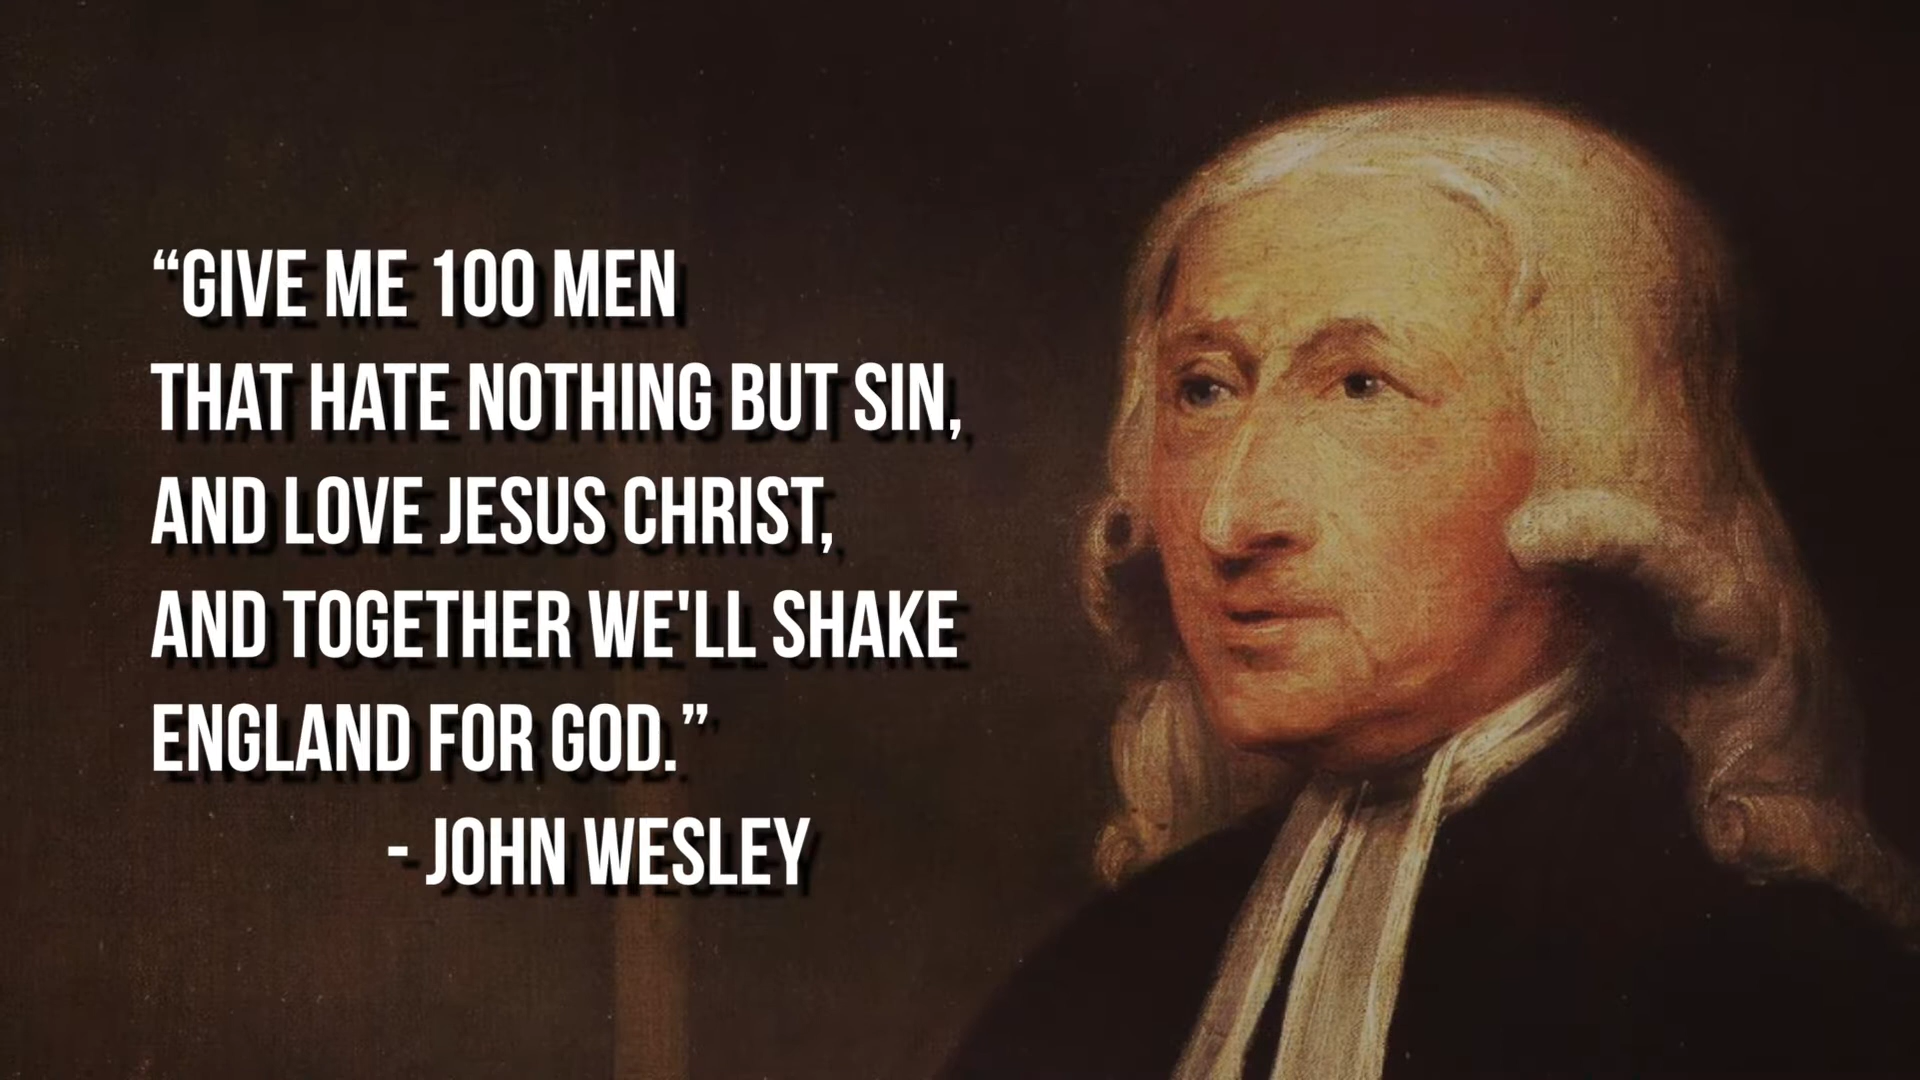 “GIVE ME 100 MEN
THAT HATE NOTHING BUT SIN,
AND LOVE JESUS CHRIST,
AND TOGETHER WE'LL SHAKE
ENGLAND FOR GOD.”
- JOHN WESLEY